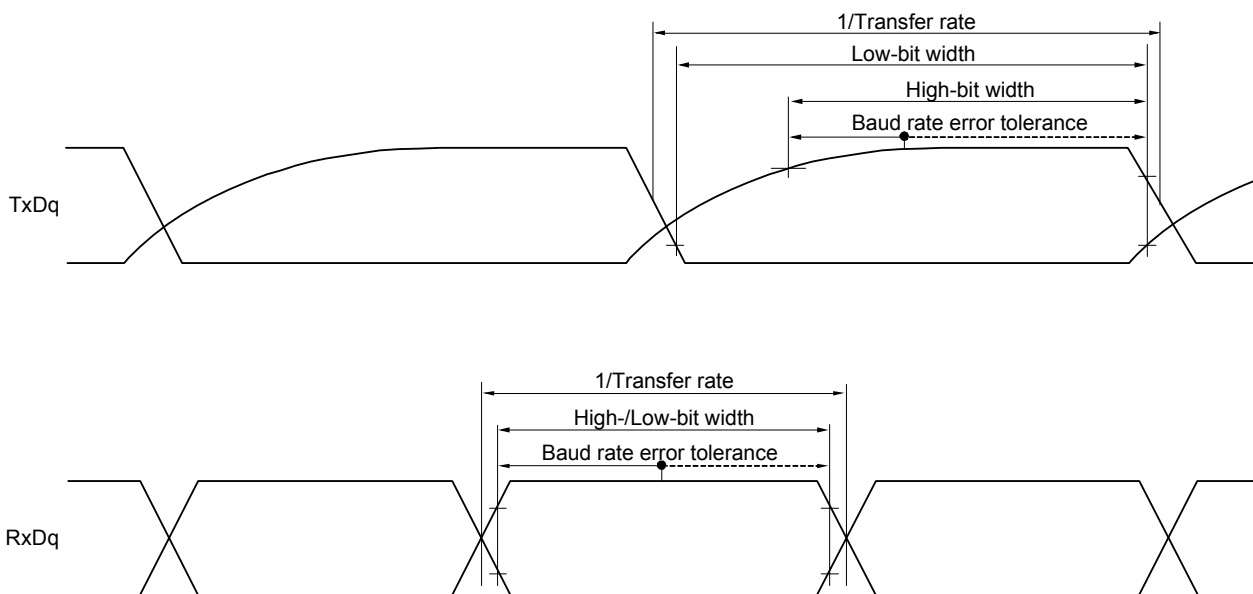 1/Transfer rate
Low-bit width
High-bit width
Baud rate error tolerance
TxDq
1/Transfer rate
High-/Low-bit width
Baud rate error tolerance
RxDq